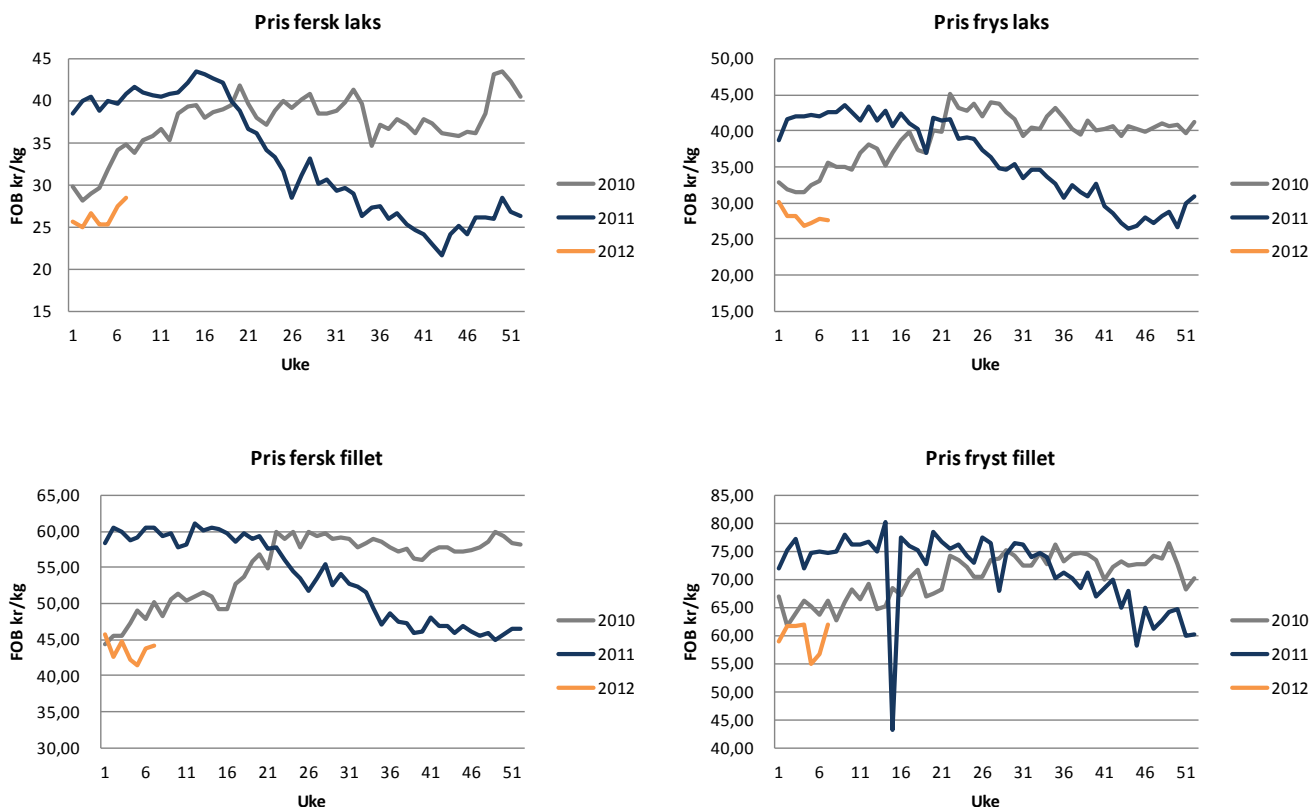 Pris fersk laks
FOB kr/kg
45
40
35
30
25
20
15
1 6 11 16 21 26 31 36 41 46 51
Uke
2010
2011
2012
Pris frys laks
FOB kr/kg
50,00
45,00
40,00
35,00
30,00
25,00
20,00
15,00
1 6 11 16 21 26 31 36 41 46 51
Uke
2010
2011
2012
Pris fersk fillet
FOB kr/kg
65,00
60,00
55,00
50,00
45,00
40,00
35,00
30,00
1 6 11 16 21 26 31 36 41 46 51
Uke
2010
2011
2012
Pris fryst fillet
FOB kr/kg
85,00
80,00
75,00
70,00
65,00
60,00
55,00
50,00
45,00
40,00
1 6 11 16 21 26 31 36 41 46 51
Uke
2010
2011
2012